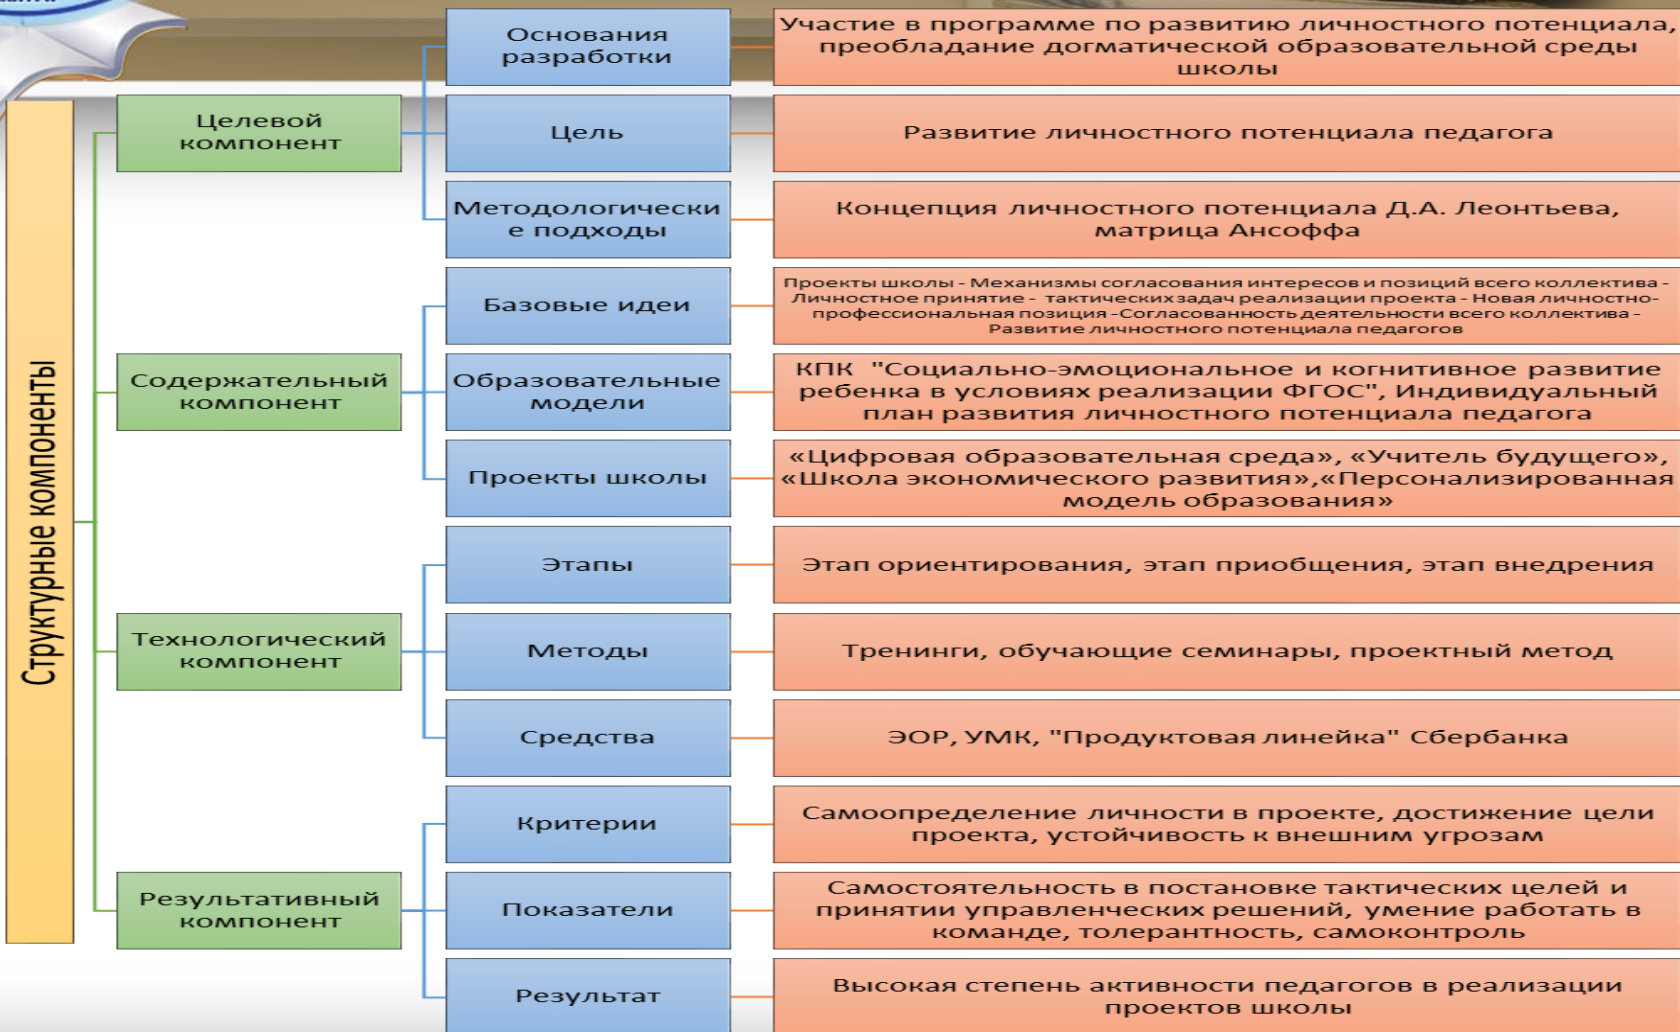 Структурные компоненты
Целевой
компонент
Основания
разработки
Участие в программе по развитию личностного потенциала,
преобладание догматической образовательной среды
школы
Цель
Развитие личностного потенциала педагога
Методологически
е подходы
Концепция личностного потенциала Д.А. Леонтьева,
матрица Ансоффа
Содержательный
компонент
Базовые идеи
Проекты школы - Механизмы согласования интересов и позиций всего коллектива -
Личностное принятие - тактических задач реализации проекта - Новая личностно-
профессиональная позиция -Согласованность деятельности всего коллектива -
Развитие личностного потенциала педагогов
Образовательные
модели
КПК "Социально-эмоциональное и когнитивное развитие
ребенка в условиях реализации ФГОС", Индивидуальный
план развития личностного потенциала педагога
Проекты школы
«Цифровая образовательная среда», «Учитель будущего»,
«Школа экономического развития»,«Персонализированная
модель образования»
Технологический
компонент
Этапы
Этап ориентирования, этап приобщения, этап внедрения
Методы
Тренинги, обучающие семинары, проектный метод
Средства
ЭОР, УМК, "Продуктовая линейка" Сбербанка
Результативный
компонент
Критерии
Самоопределение личности в проекте, достижение цели
проекта, устойчивость к внешним угрозам
Показатели
Самостоятельность в постановке тактических целей и
принятии управленческих решений, умение работать в
команде, толерантность, самоконтроль
Результат
Высокая степень активности педагогов в реализации
проектов школы